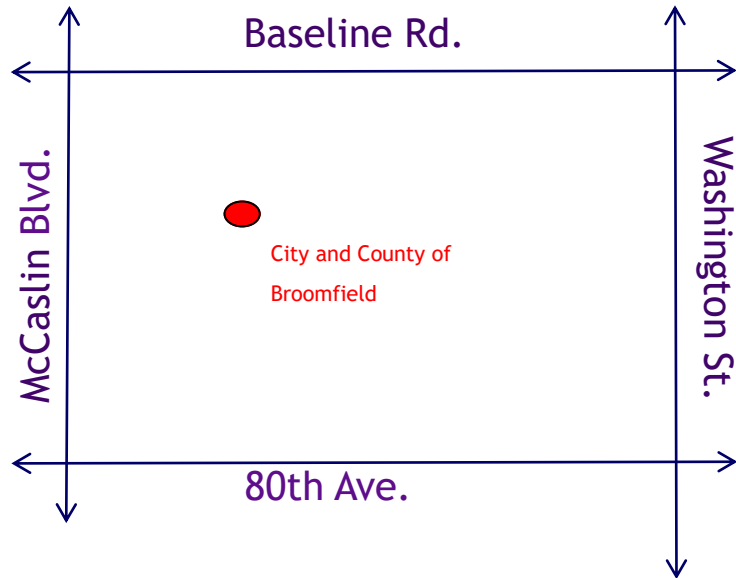 Baseline Rd.
McCaslin Blvd.
Washington St.
City and County of
Broomfield
80th Ave.